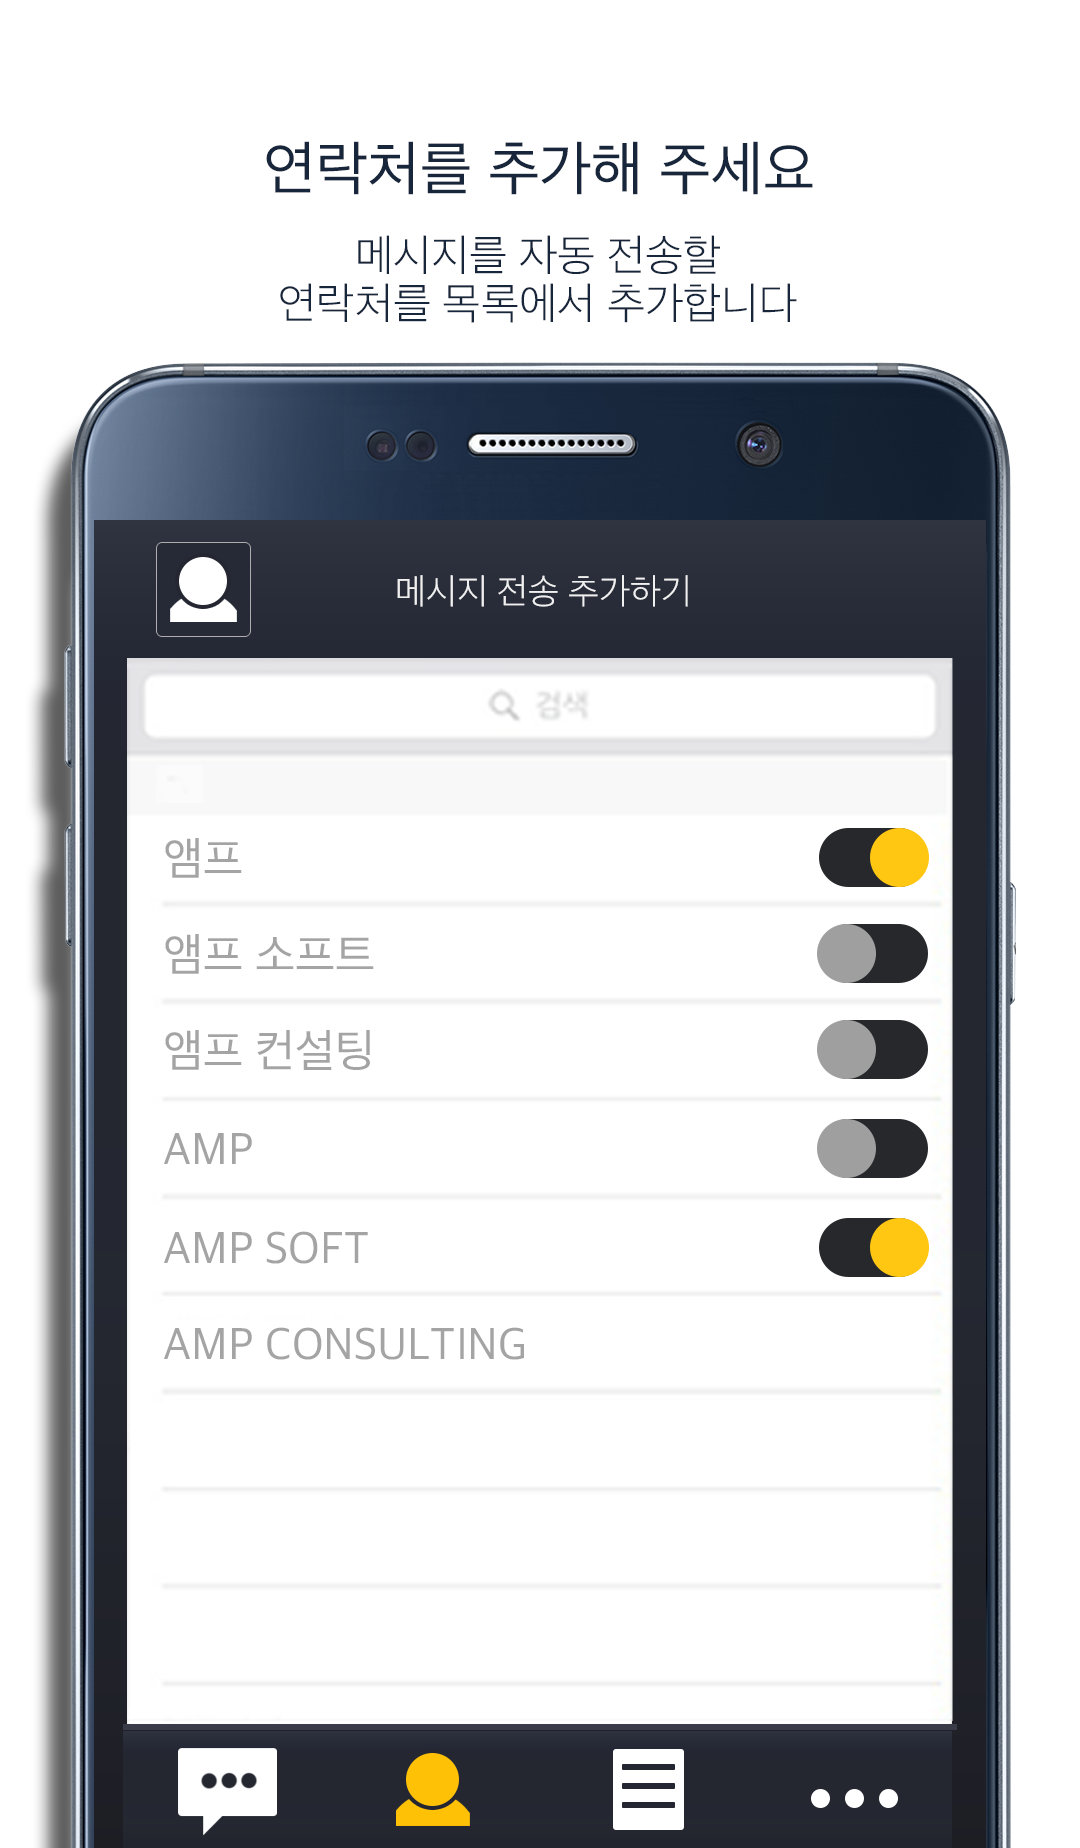 연락처를 추가해 주세요
메시지를 자동 전송할
연락처를 목록에서 추가합니다
메시지 전송 추가하기
검색
앰프
앰프 소프트
앰프 컨설팅
AMP
AMP SOFT
AMP CONSULTING